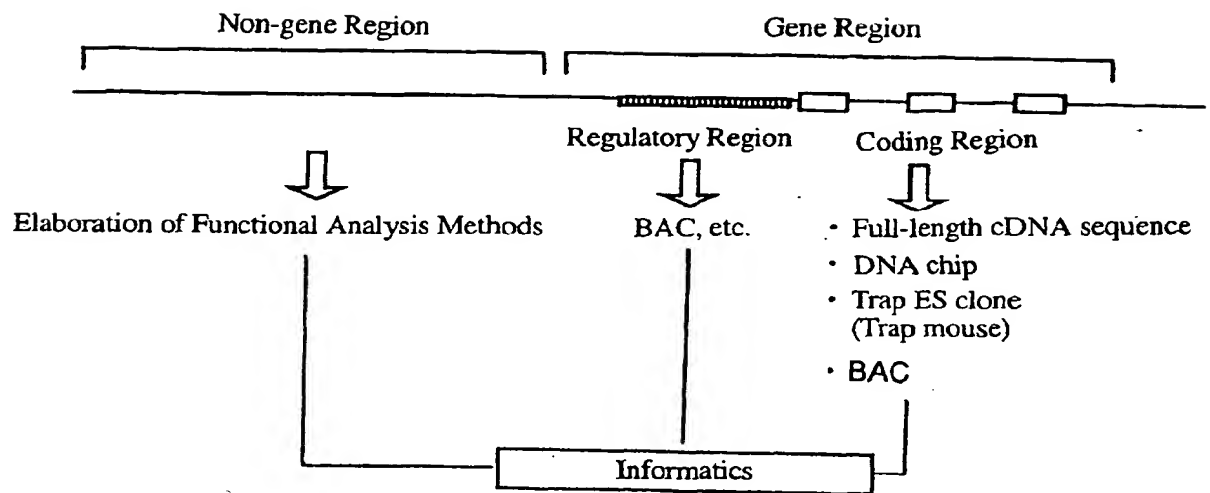 Non-gene Region
Gene Region
Regulatory Region
Coding Region
Elaboration of Functional Analysis Methods
BAC, etc.
・ Full-length cDNA sequence
・ DNA chip
・ Trap ES clone
(Trap mouse)
・ BAC
Informatics